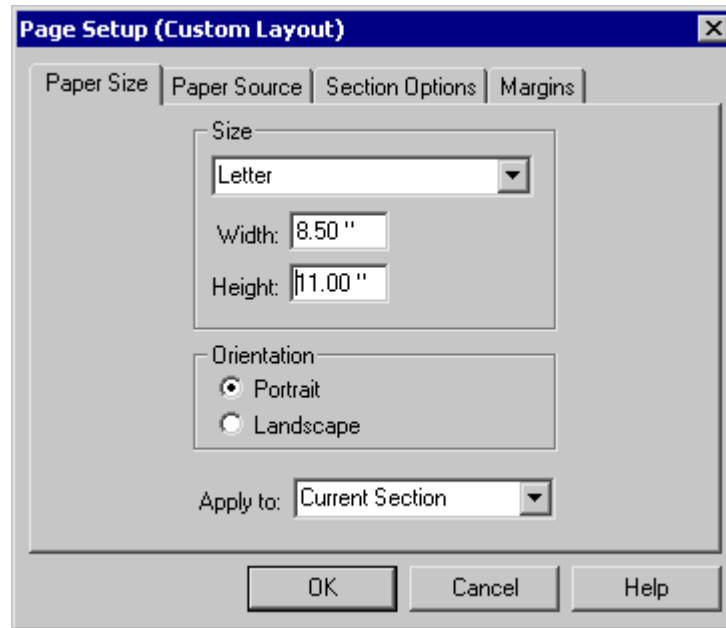 Page Setup (Custom Layout)
Paper Size Paper Source Section Options Margins
Size
Letter
Width: 8.50 "
Height: 11.00 "
Orientation
Portrait
Landscape
Apply to: Current Section
OK Cancel Help